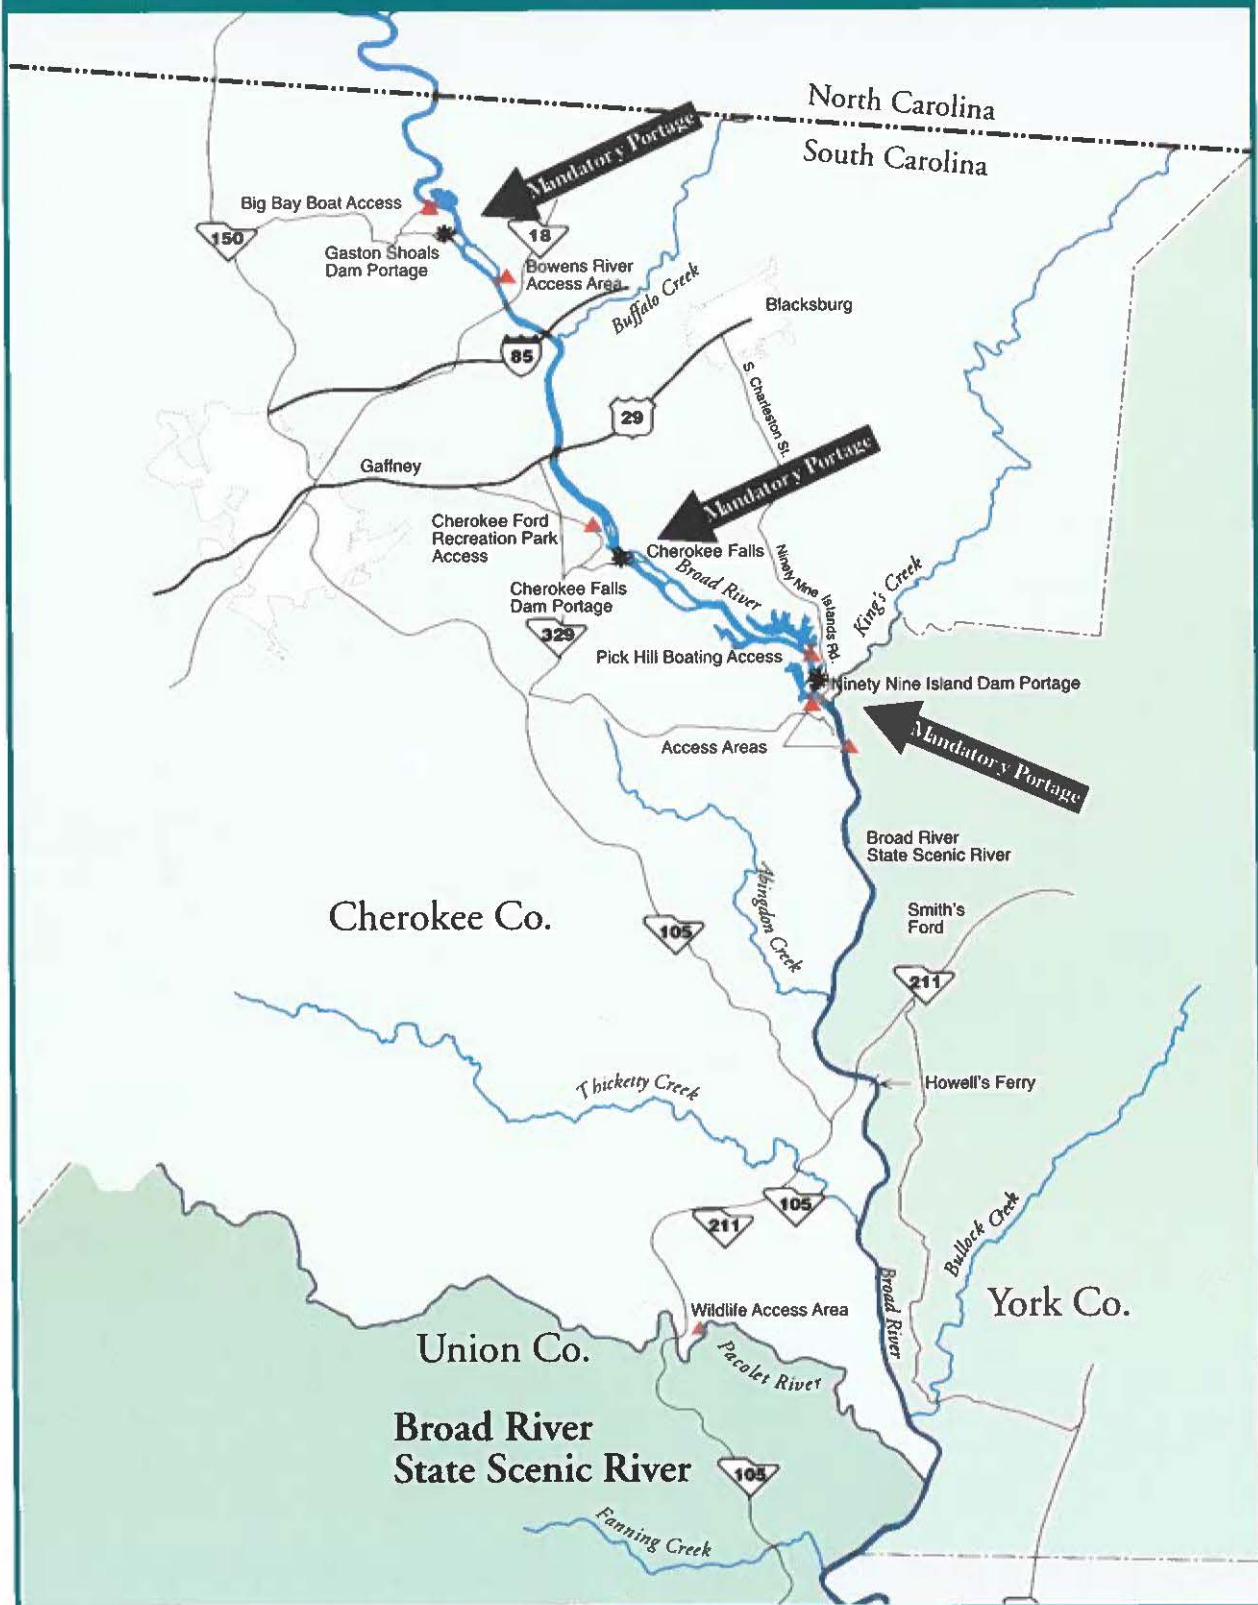 North Carolina
South Carolina
Mandatory Portage
Big Bay Boat Access
150
18
Gaston Shoals
Dam Portage
Bowens River
Access Area
Buffalo Creek
Blacksburg
85
S Charleston St.
29
Mandatory Portage
Gaffney
Cherokee Ford
Recreation Park
Access
Cherokee Falls
Ninety Nine Islands Rd.
King's Creek
Broad River
Cherokee Falls
Dam Portage
329
Pick Hill Boating Access
Ninety Nine Island Dam Portage
Access Areas
Mandatory Portage
Broad River
State Scenic River
Abingdon Creek
Cherokee Co.
105
Smith's
Ford
211
Thicketty Creek
Howell's Ferry
105
211
Bullock Creek
Broad River
York Co.
Wildlife Access Area
Union Co.
Pacolet River
Broad River
State Scenic River
105
Fanning Creek